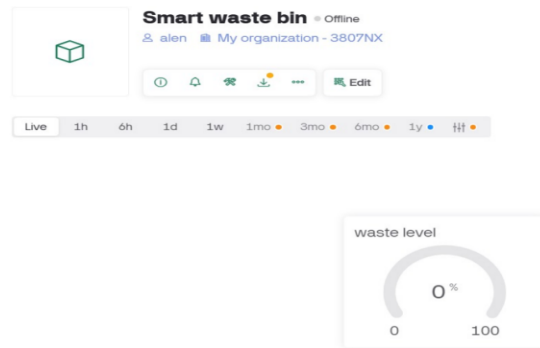 Smart waste bin Offline
alen My organization - 3807NX
Edit
Live 1h 6h 1d 1w 1mo 3mo 6mo 1y
waste level
0 %
0 100